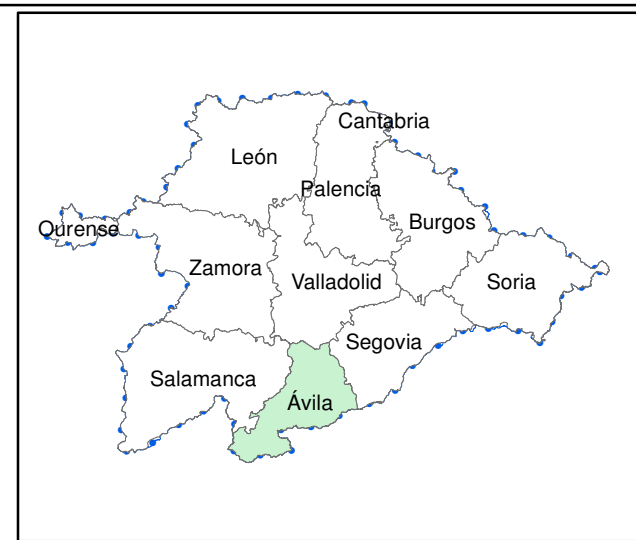 Cantabria
León
Palencia
Burgos
Ourense
Zamora
Valladolid
Soria
Segovia
Salamanca
Ávila